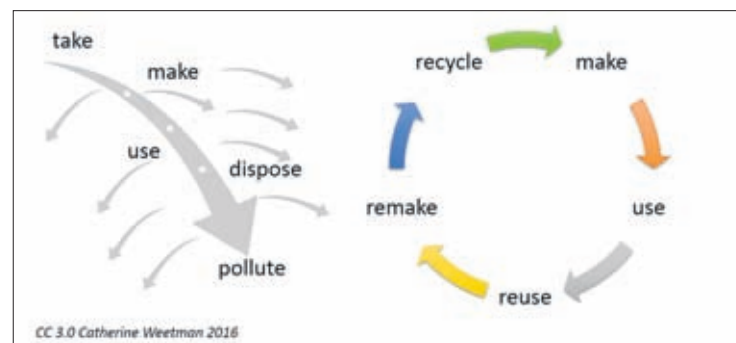 take
make
use
dispose
pollute
recycle
make
use
reuse
remake
CC 3.0 Catherine Weetman 2016